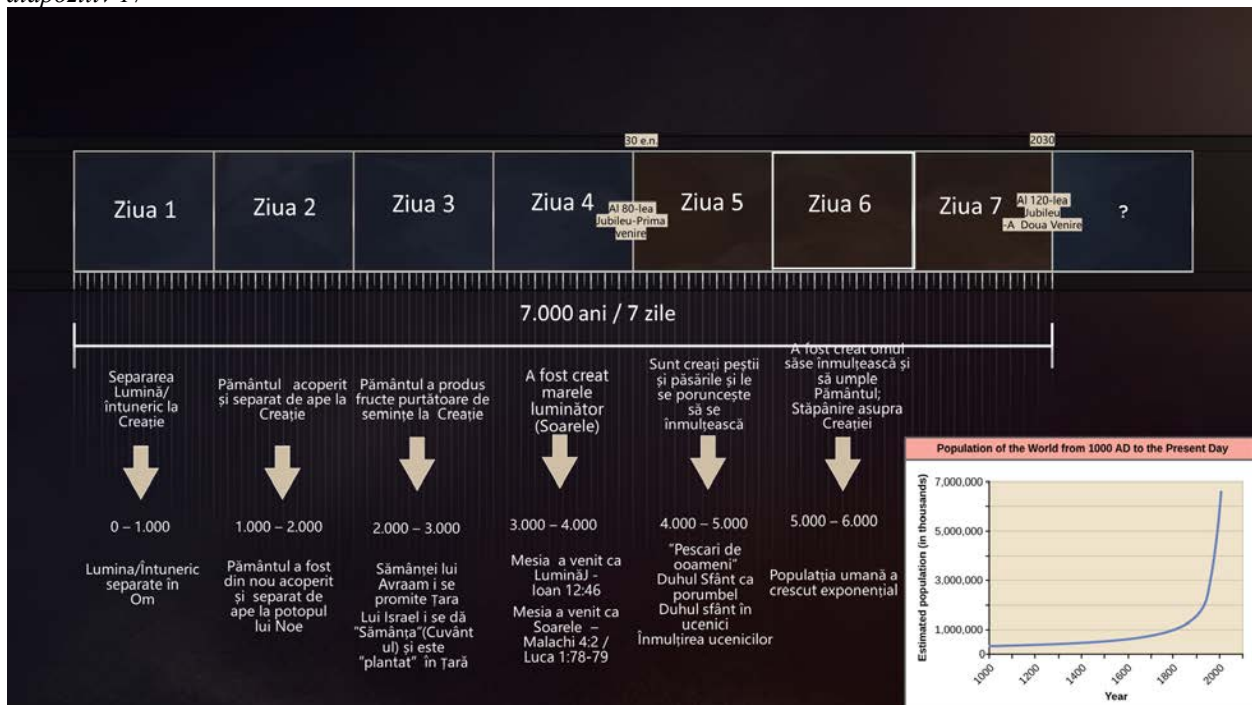 diapozitiv 17
30 e.n.
2030
Ziua 1
Ziua 2
Ziua 3
Ziua 4
Al 80-lea
Jubileu-Prima
venire
Ziua 5
Ziua 6
Ziua 7
Al 120-lea
Jubileu
-A Doua Venire
?
7.000 ani / 7 zile
Separarea
Lumină/
întuneric la
Creație
0 – 1.000
Lumina/Întuneric
separate în
Om
Pământul acoperit
și separat de ape la
Creație
1.000 – 2.000
Pământul a fost
din nou acoperit
și separat de
ape la potopul
lui Noe
Pământul a produs
fructe purtătoare de
semințe la Creație
2.000 – 3.000
Sămânței lui
Avraam i se
promite Țara
Lui Israel i se dă
"Sămânța"(Cuvânt
ul) și este
"plantat" în Țară
A fost creat
marele
luminător
(Soarele)
3.000 – 4.000
Mesia a venit ca
LuminăJ -
Ioan 12:46
Mesia a venit ca
Soarele –
Malachi 4:2 /
Luca 1:78-79
Sunt creați peștii
și păsările și le
se poruncește
să se
înmulțească
4.000 – 5.000
"Pescari de
ooameni"
Duhul Sfânt ca
porumbel
Duhul sfânt în
ucenici
Înmulțirea ucenicilor
A fost creat omul
săse înmulțească și
să umple
Pământul;
Stăpânire asupra
Creației
5.000 – 6.000
Populația umană a
crescut exponențial
Population of the World from 1000 AD to the Present Day
Estimated population (in thousands)
7,000,000
5,000,000
3,000,000
1,000,000
0
1000
1200
1400
1600
1800
2000
Year